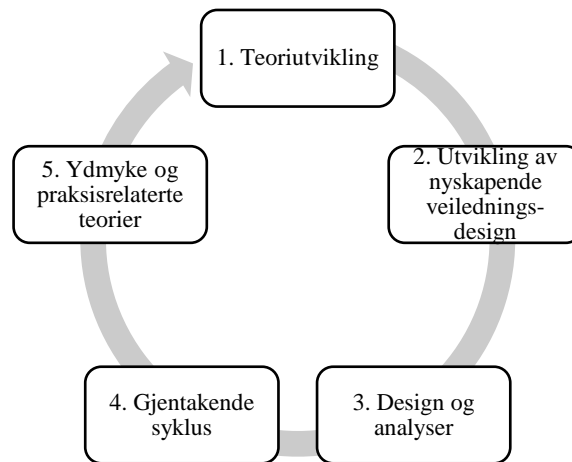 1. Teoriutvikling
2. Utvikling av
nyskapende
veilednings-
design
3. Design og
analyser
4. Gjentakende
syklus
5. Ydmyke og
praksisrelaterte
teorier